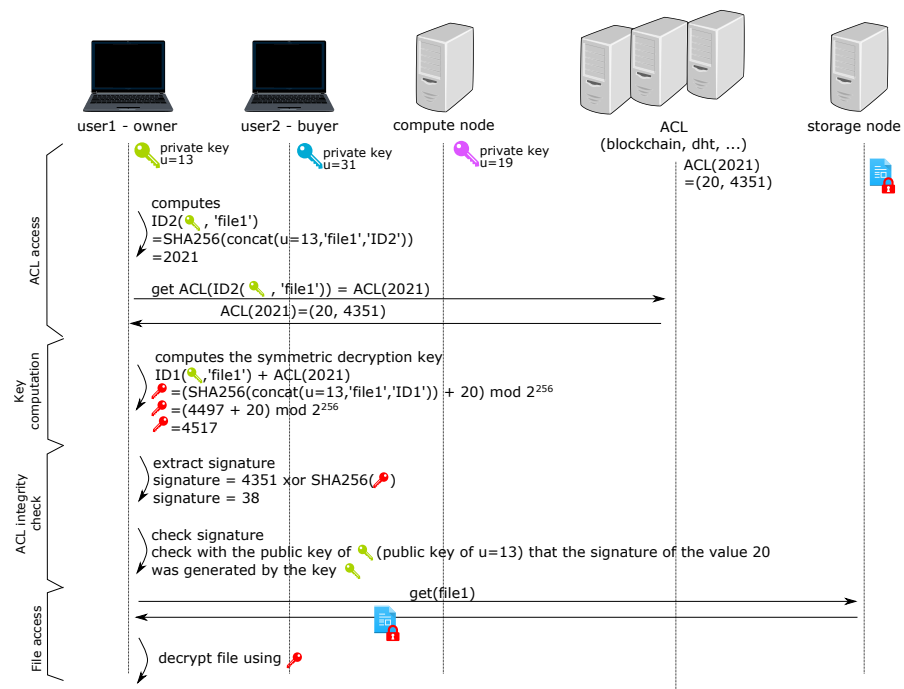 user1 - owner
user2 - buyer
compute node
ACL
(blockchain, dht, ...)
storage node
private key
u=13
private key
u=31
private key
u=19
ACL(2021)
=(20, 4351)
ACL access
computes
ID2( , 'file1')
=SHA256(concat(u=13,'file1','ID2'))
=2021
get ACL(ID2( , 'file1')) = ACL(2021)
ACL(2021)=(20, 4351)
Key
computation
computes the symmetric decryption key
ID1( ,'file1') + ACL(2021)
=(SHA256(concat(u=13,'file1','ID1')) + 20) mod 2²⁵⁶
=(4497 + 20) mod 2²⁵⁶
=4517
ACL integrity
check
extract signature
signature = 4351 xor SHA256( )
signature = 38
check signature
check with the public key of (public key of u=13) that the signature of the value 20
was generated by the key
File access
get(file1)
decrypt file using